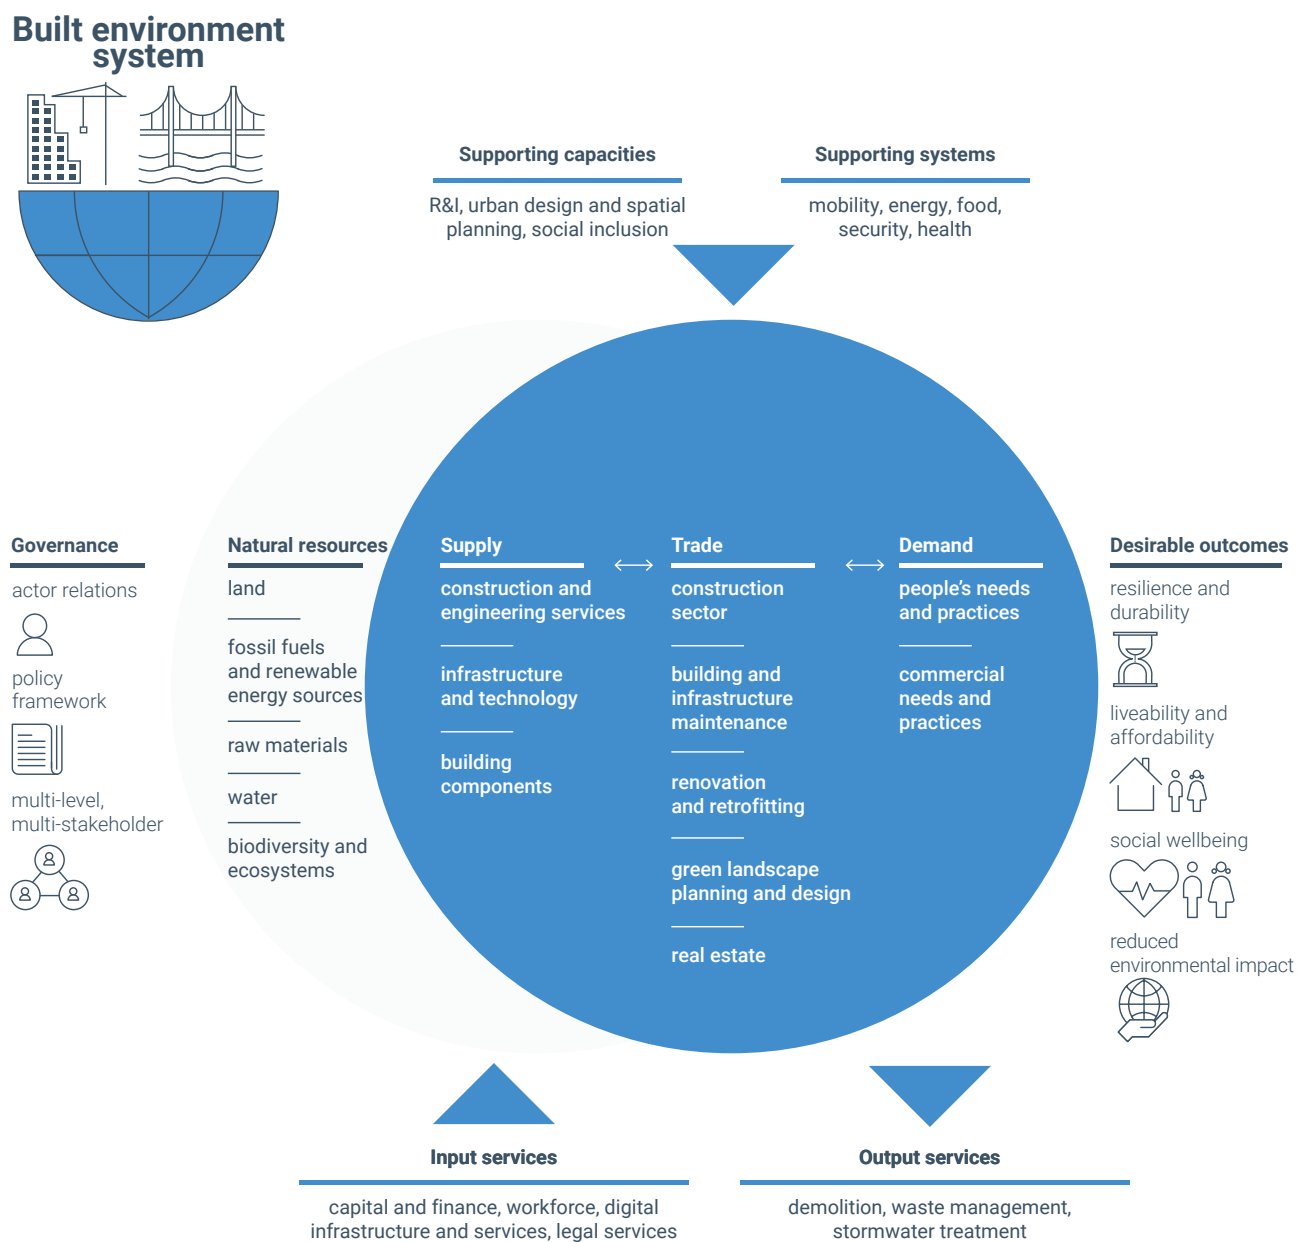 Built environment
system
Supporting capacities
R&I, urban design and spatial
planning, social inclusion
Supporting systems
mobility, energy, food,
security, health
Governance
actor relations
policy
framework
multi-level,
multi-stakeholder
Natural resources
land
fossil fuels
and renewable
energy sources
raw materials
water
biodiversity and
ecosystems
Supply
construction and
engineering services
infrastructure
and technology
building
components
Trade
construction
sector
building and
infrastructure
maintenance
renovation
and retrofitting
green landscape
planning and design
real estate
Demand
people’s needs
and practices
commercial
needs and
practices
Desirable outcomes
resilience and
durability
liveability and
affordability
social wellbeing
reduced
environmental impact
Input services
capital and finance, workforce, digital
infrastructure and services, legal services
Output services
demolition, waste management,
stormwater treatment